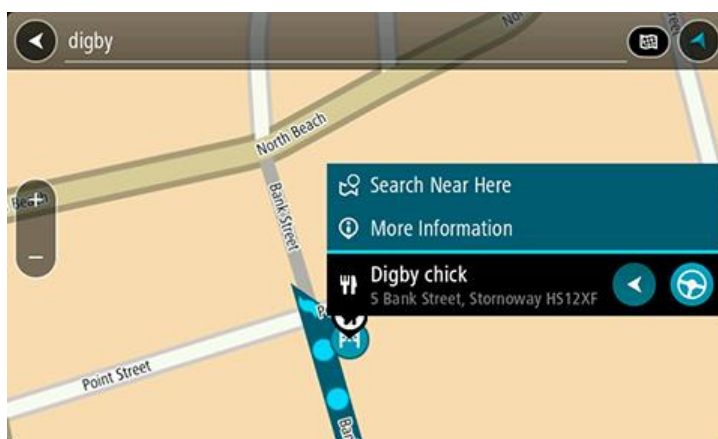 digby
North Beach
Beach
Bank Street
Search Near Here
More Information
Digby chick
5 Bank Street, Stornoway HS12XF
Point Street